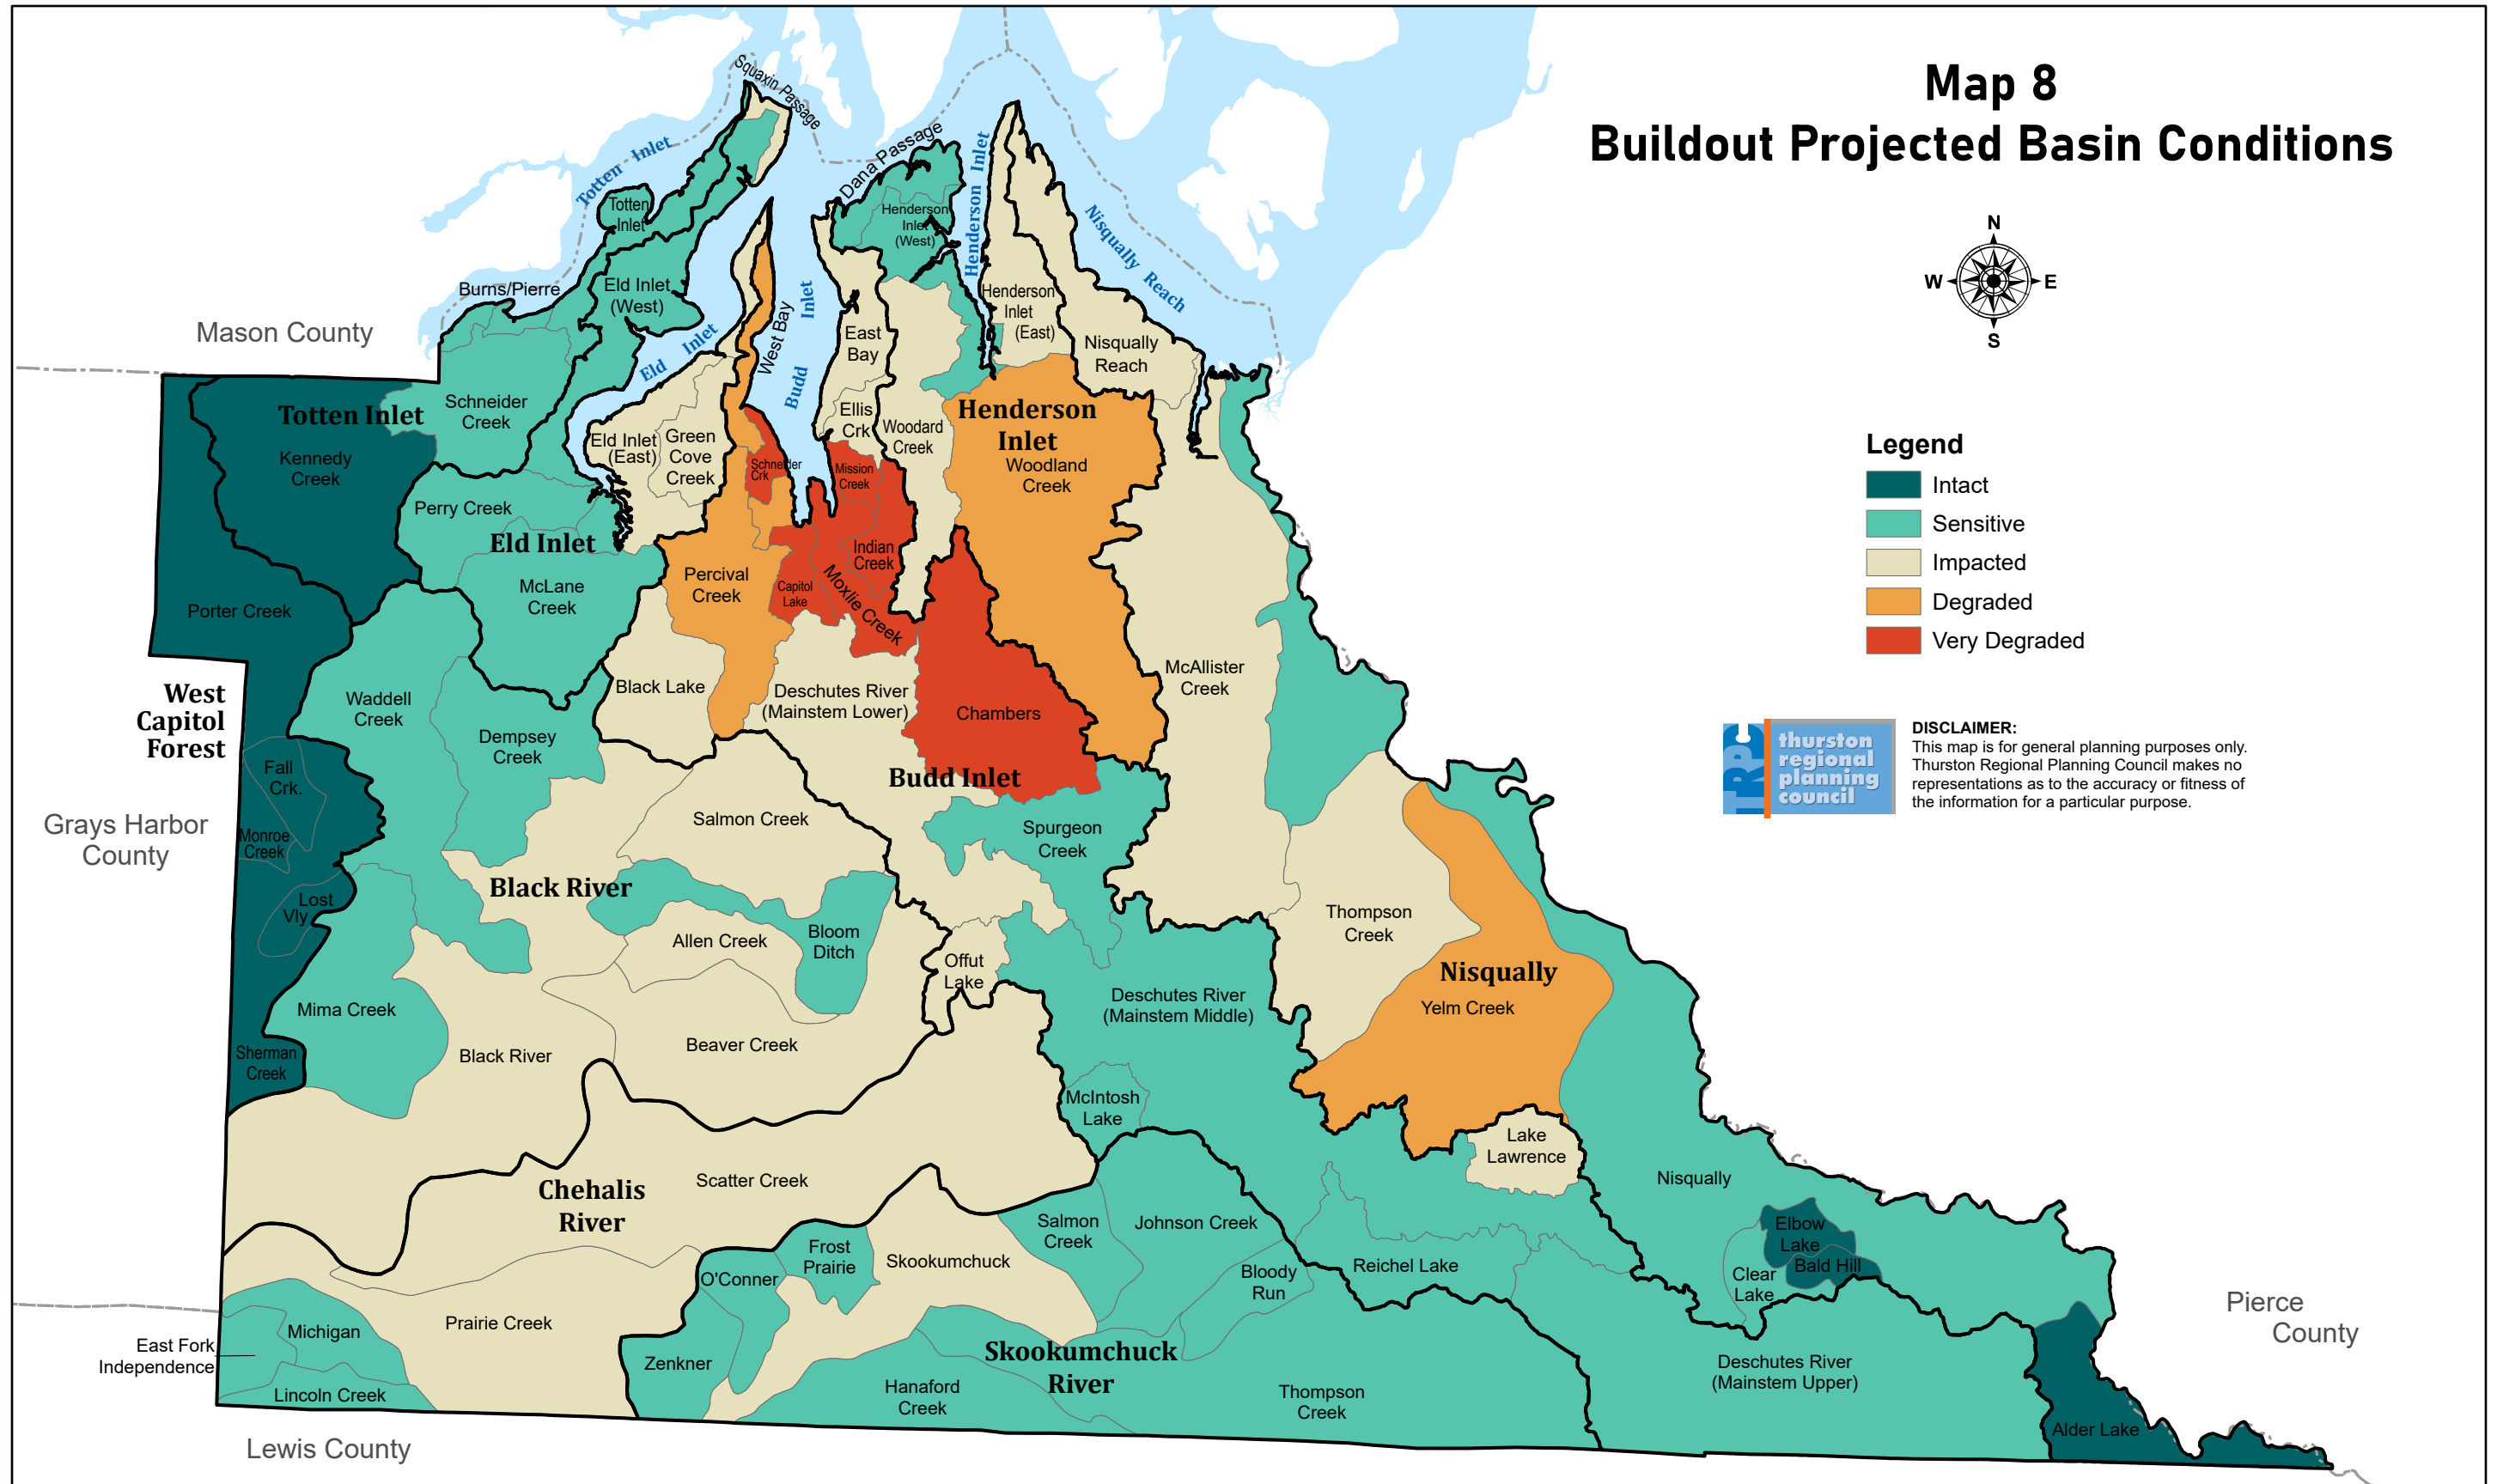 Map 8
Buildout Projected Basin Conditions
N
W
E
S
Legend
Intact
Sensitive
Impacted
Degraded
Very Degraded
TRPC
thurston
regional
planning
council
DISCLAIMER:
This map is for general planning purposes only.
Thurston Regional Planning Council makes no
representations as to the accuracy or fitness of
the information for a particular purpose.
Squaxin Passage
Dana Passage
Totten Inlet
Henderson Inlet
Nisqually Reach
Totten
Inlet
Henderson
Inlet
(West)
Burns/Pierre
Eld Inlet
(West)
West Bay
Budd Inlet
Henderson
Inlet
(East)
Mason County
Eld Inlet
East
Bay
Nisqually
Reach
Totten Inlet
Schneider
Creek
Kennedy
Creek
Eld Inlet
(East)
Green
Cove
Creek
Ellis
Crk
Woodard
Creek
Henderson
Inlet
Woodland
Creek
Schneider
Crk
Mission
Creek
Perry Creek
Eld Inlet
McLane
Creek
Percival
Creek
Capitol
Lake
Indian
Creek
Moxlie Creek
Porter Creek
West
Capitol
Forest
Waddell
Creek
Black Lake
Deschutes River
(Mainstem Lower)
Chambers
McAllister
Creek
Dempsey
Creek
Fall
Crk.
Budd Inlet
Grays Harbor
County
Monroe
Creek
Salmon Creek
Spurgeon
Creek
Black River
Lost
Vly
Allen Creek
Bloom
Ditch
Thompson
Creek
Offut
Lake
Nisqually
Yelm Creek
Mima Creek
Deschutes River
(Mainstem Middle)
Sherman
Creek
Black River
Beaver Creek
McIntosh
Lake
Lake
Lawrence
Nisqually
Chehalis
River
Scatter Creek
Salmon
Creek
Johnson Creek
Elbow
Lake
Bald Hill
Clear
Lake
Frost
Prairie
Skookumchuck
O'Conner
Bloody
Run
Reichel Lake
Pierce
County
Michigan
Prairie Creek
East Fork
Independence
Lincoln Creek
Zenkner
Skookumchuck
River
Hanaford
Creek
Thompson
Creek
Deschutes River
(Mainstem Upper)
Alder Lake
Lewis County